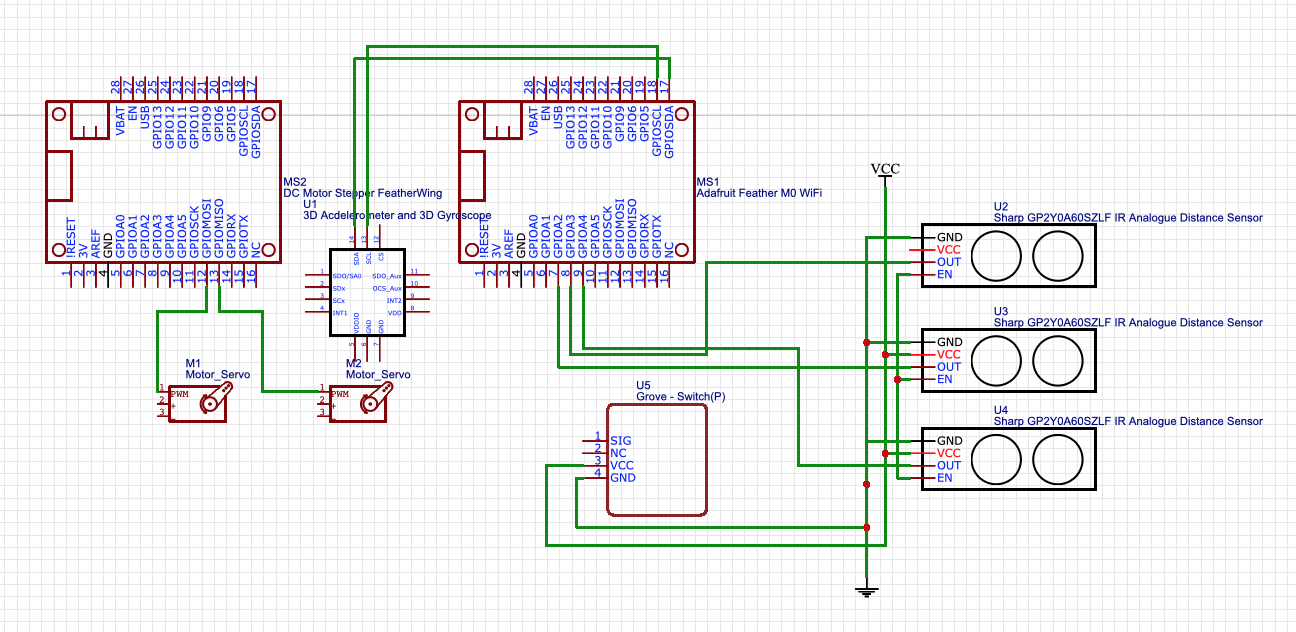 28 27 26 25 24 23 22 21 20 19 18 17
VBAT EN USB GPIO13 GPIO12 GPIO11 GPIO10 GPIO9 GPIO6 GPIO5 GPIOSCL GPIOSDA
MS2
DC Motor Stepper FeatherWing
!RESET 3V AREF GND GPIOA0 GPIOA1 GPIOA2 GPIOA3 GPIOA4 GPIOA5 GPIOSCK GPIOMOSI GPIOMISO GPIORX GPIOTX NC
1 2 3 4 5 6 7 8 9 10 11 12 13 14 15 16
28 27 26 25 24 23 22 21 20 19 18 17
VBAT EN USB GPIO13 GPIO12 GPIO11 GPIO10 GPIO9 GPIO6 GPIO5 GPIOSCL GPIOSDA
MS1
Adafruit Feather M0 WiFi
!RESET 3V AREF GND GPIOA0 GPIOA1 GPIOA2 GPIOA3 GPIOA4 GPIOA5 GPIOSCK GPIOMOSI GPIOMISO GPIORX GPIOTX NC
1 2 3 4 5 6 7 8 9 10 11 12 13 14 15 16
U1
3D Acdelerometer and 3D Gyroscope
14 13 12
SDA SCL CS
1 SDO/SA0 SDO_Aux 11
2 SDx OCS_Aux 10
3 SCx INT2 9
4 INT1 VDD 8
VDDIO GND GND
5 6 7
M1
Motor_Servo
1 PWM
2 +
3 -
M2
Motor_Servo
1 PWM
2 +
3 -
U5
Grove - Switch(P)
1 SIG
2 NC
3 VCC
4 GND
VCC
U2
Sharp GP2Y0A60SZLF IR Analogue Distance Sensor
GND
VCC
OUT
EN
U3
Sharp GP2Y0A60SZLF IR Analogue Distance Sensor
GND
VCC
OUT
EN
U4
Sharp GP2Y0A60SZLF IR Analogue Distance Sensor
GND
VCC
OUT
EN